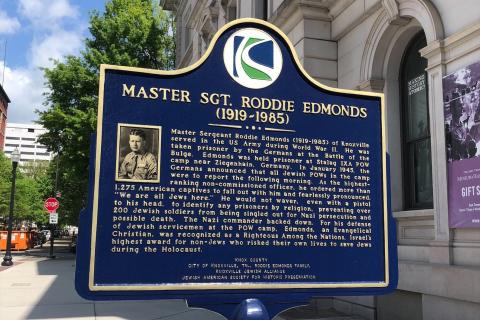 MASTER SGT. RODDIE EDMONDS
(1919-1985)
Master Sergeant Roddie Edmonds (1919-1985) of Knoxville
served in the US Army during World War II. He was
taken prisoner by the Germans at the Battle of the
Bulge. Edmonds was held prisoner at Stalag IXA POW
camp near Ziegenhain, Germany. In January 1945, the
Germans announced that all Jewish POWs in the camp
were to report the following morning. As the highest-
ranking non-commissioned officer, he ordered more than
1,275 American captives to fall out with him and fearlessly pronounced,
"We are all Jews here." He would not waver, even with a pistol
to his head, to identify any prisoners by religion, preventing over
200 Jewish soldiers from being singled out for Nazi persecution and
possible death. The Nazi commander backed down. For his defense
of Jewish servicemen at the POW camp, Edmonds, an Evangelical
Christian, was recognized as a Righteous Among the Nations, Israel's
highest award for non-Jews who risked their own lives to save Jews
during the Holocaust.
KNOX COUNTY
CITY OF KNOXVILLE, TN., RODDIE EDMONDS FAMILY,
KNOXVILLE JEWISH ALLIANCE
JEWISH AMERICAN SOCIETY FOR HISTORIC PRESERVATION
STOP
MUSEUM
STORE
GIFTS